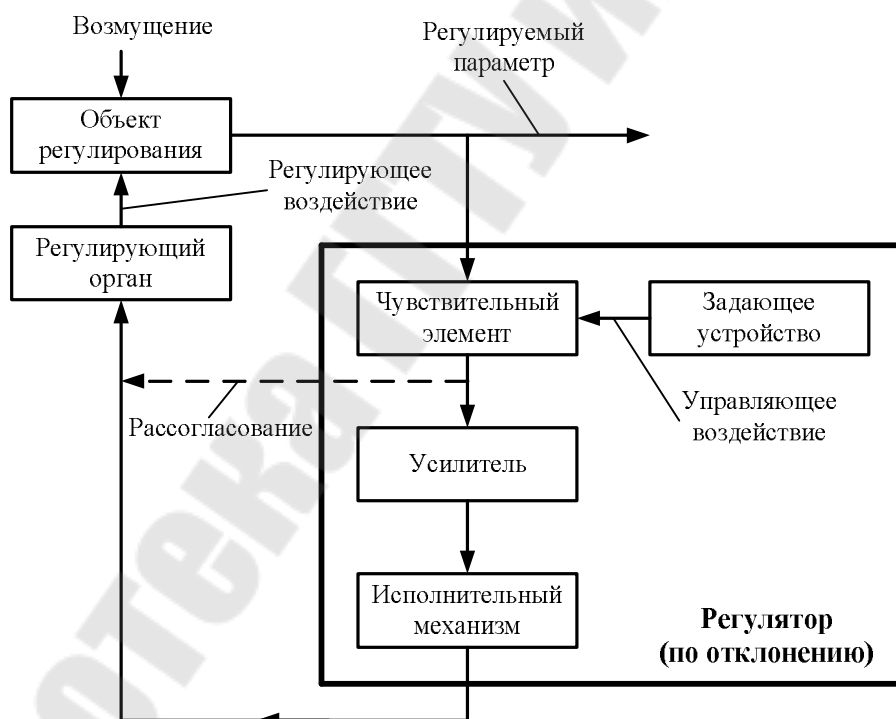 Возмущение
Регулируемый
параметр
Объект
регулирования
Регулирующее
воздействие
Регулирующий
орган
Чувствительный
элемент
Задающее
устройство
Управляющее
воздействие
Рассогласование
Усилитель
Исполнительный
механизм
Регулятор
(по отклонению)